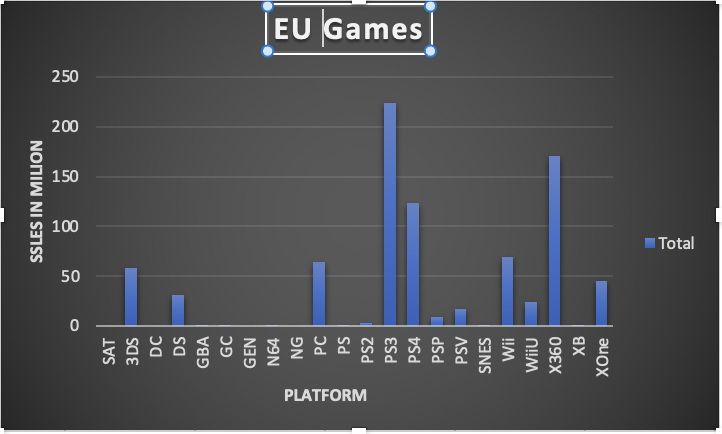 EU Games
250
200
150
100
50
0
SSLES IN MILION
SAT
3DS
DC
DS
GBA
GC
GEN
N64
NG
PC
PS
PS2
PS3
PS4
PSP
PSV
SNES
Wii
WiiU
X360
XB
XOne
PLATFORM
Total